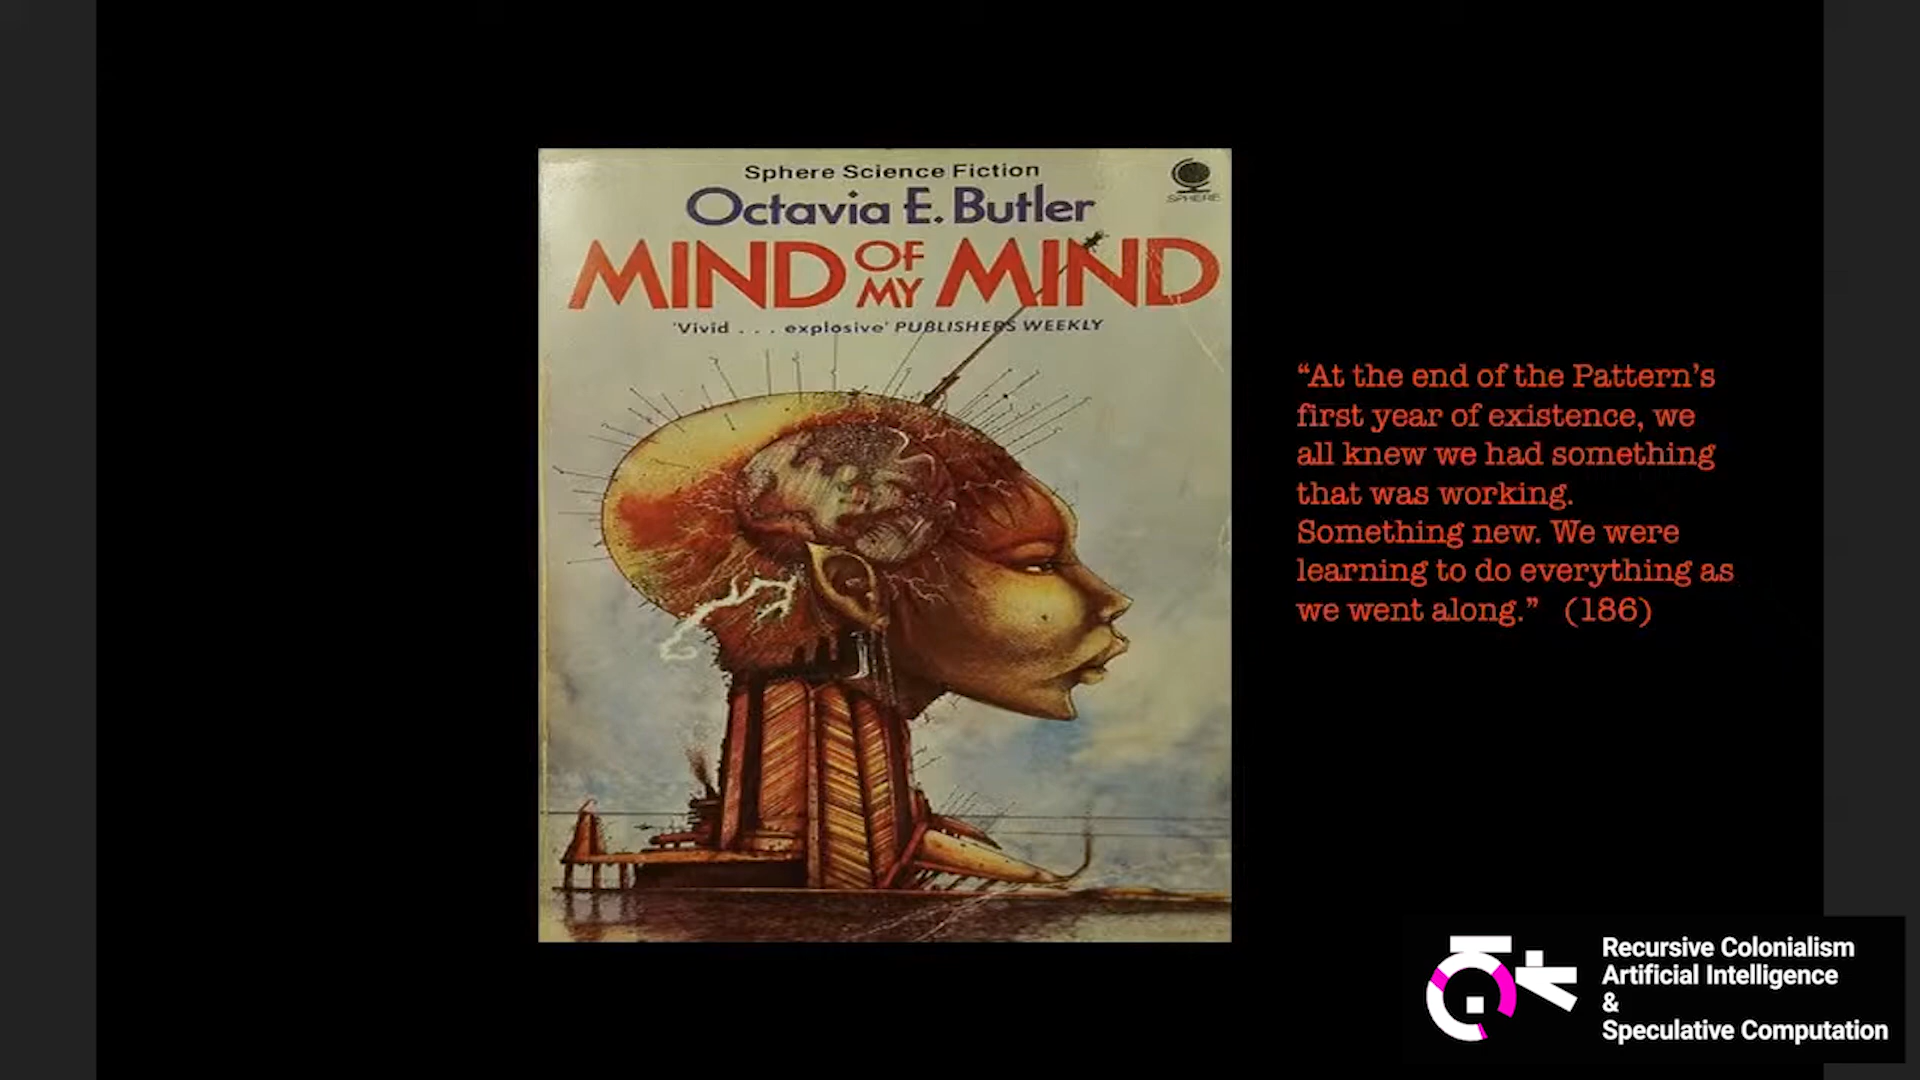 Sphere Science Fiction
Octavia E. Butler
SPHERE
MIND OF MY MIND
'Vivid . . . explosive' PUBLISHERS WEEKLY
“At the end of the Pattern’s
first year of existence, we
all knew we had something
that was working.
Something new. We were
learning to do everything as
we went along.” (186)
Recursive Colonialism
Artificial Intelligence
&
Speculative Computation